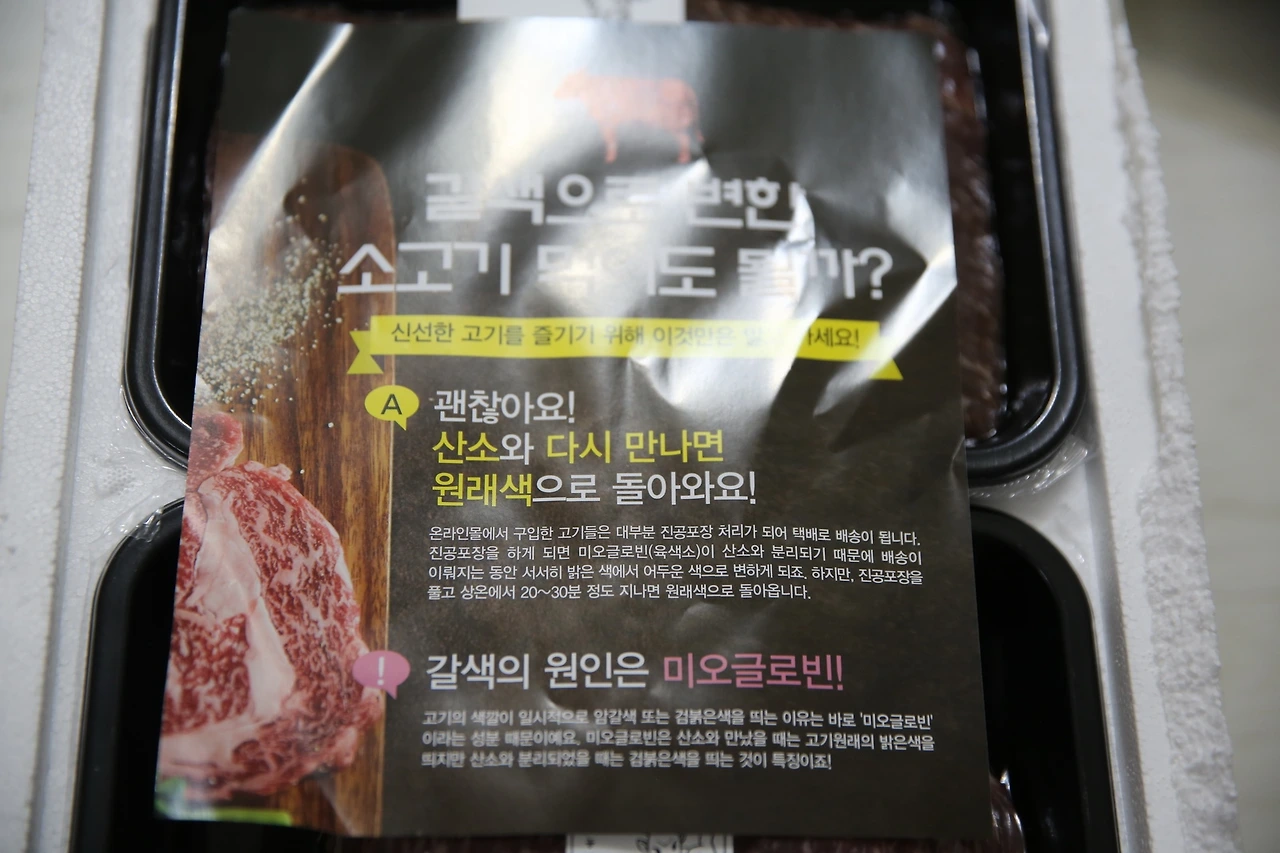 갈색으로 변한
소고기 먹어도 될까?
신선한 고기를 즐기기 위해 이것만은 알고가세요!
A
괜찮아요!
산소와 다시 만나면
원래색으로 돌아와요!
온라인몰에서 구입한 고기들은 대부분 진공포장 처리가 되어 택배로 배송이 됩니다.
진공포장을 하게 되면 미오글로빈(육색소)이 산소와 분리되기 때문에 배송이
이뤄지는 동안 서서히 밝은 색에서 어두운 색으로 변하게 되죠. 하지만, 진공포장을
풀고 상온에서 20~30분 정도 지나면 원래색으로 돌아옵니다.
!
갈색의 원인은 미오글로빈!
고기의 색깔이 일시적으로 암갈색 또는 검붉은색을 띄는 이유는 바로 '미오글로빈'
이라는 성분 때문이예요. 미오글로빈은 산소와 만났을 때는 고기원래의 밝은색을
띄지만 산소와 분리되었을 때는 검붉은색을 띄는 것이 특징이죠!